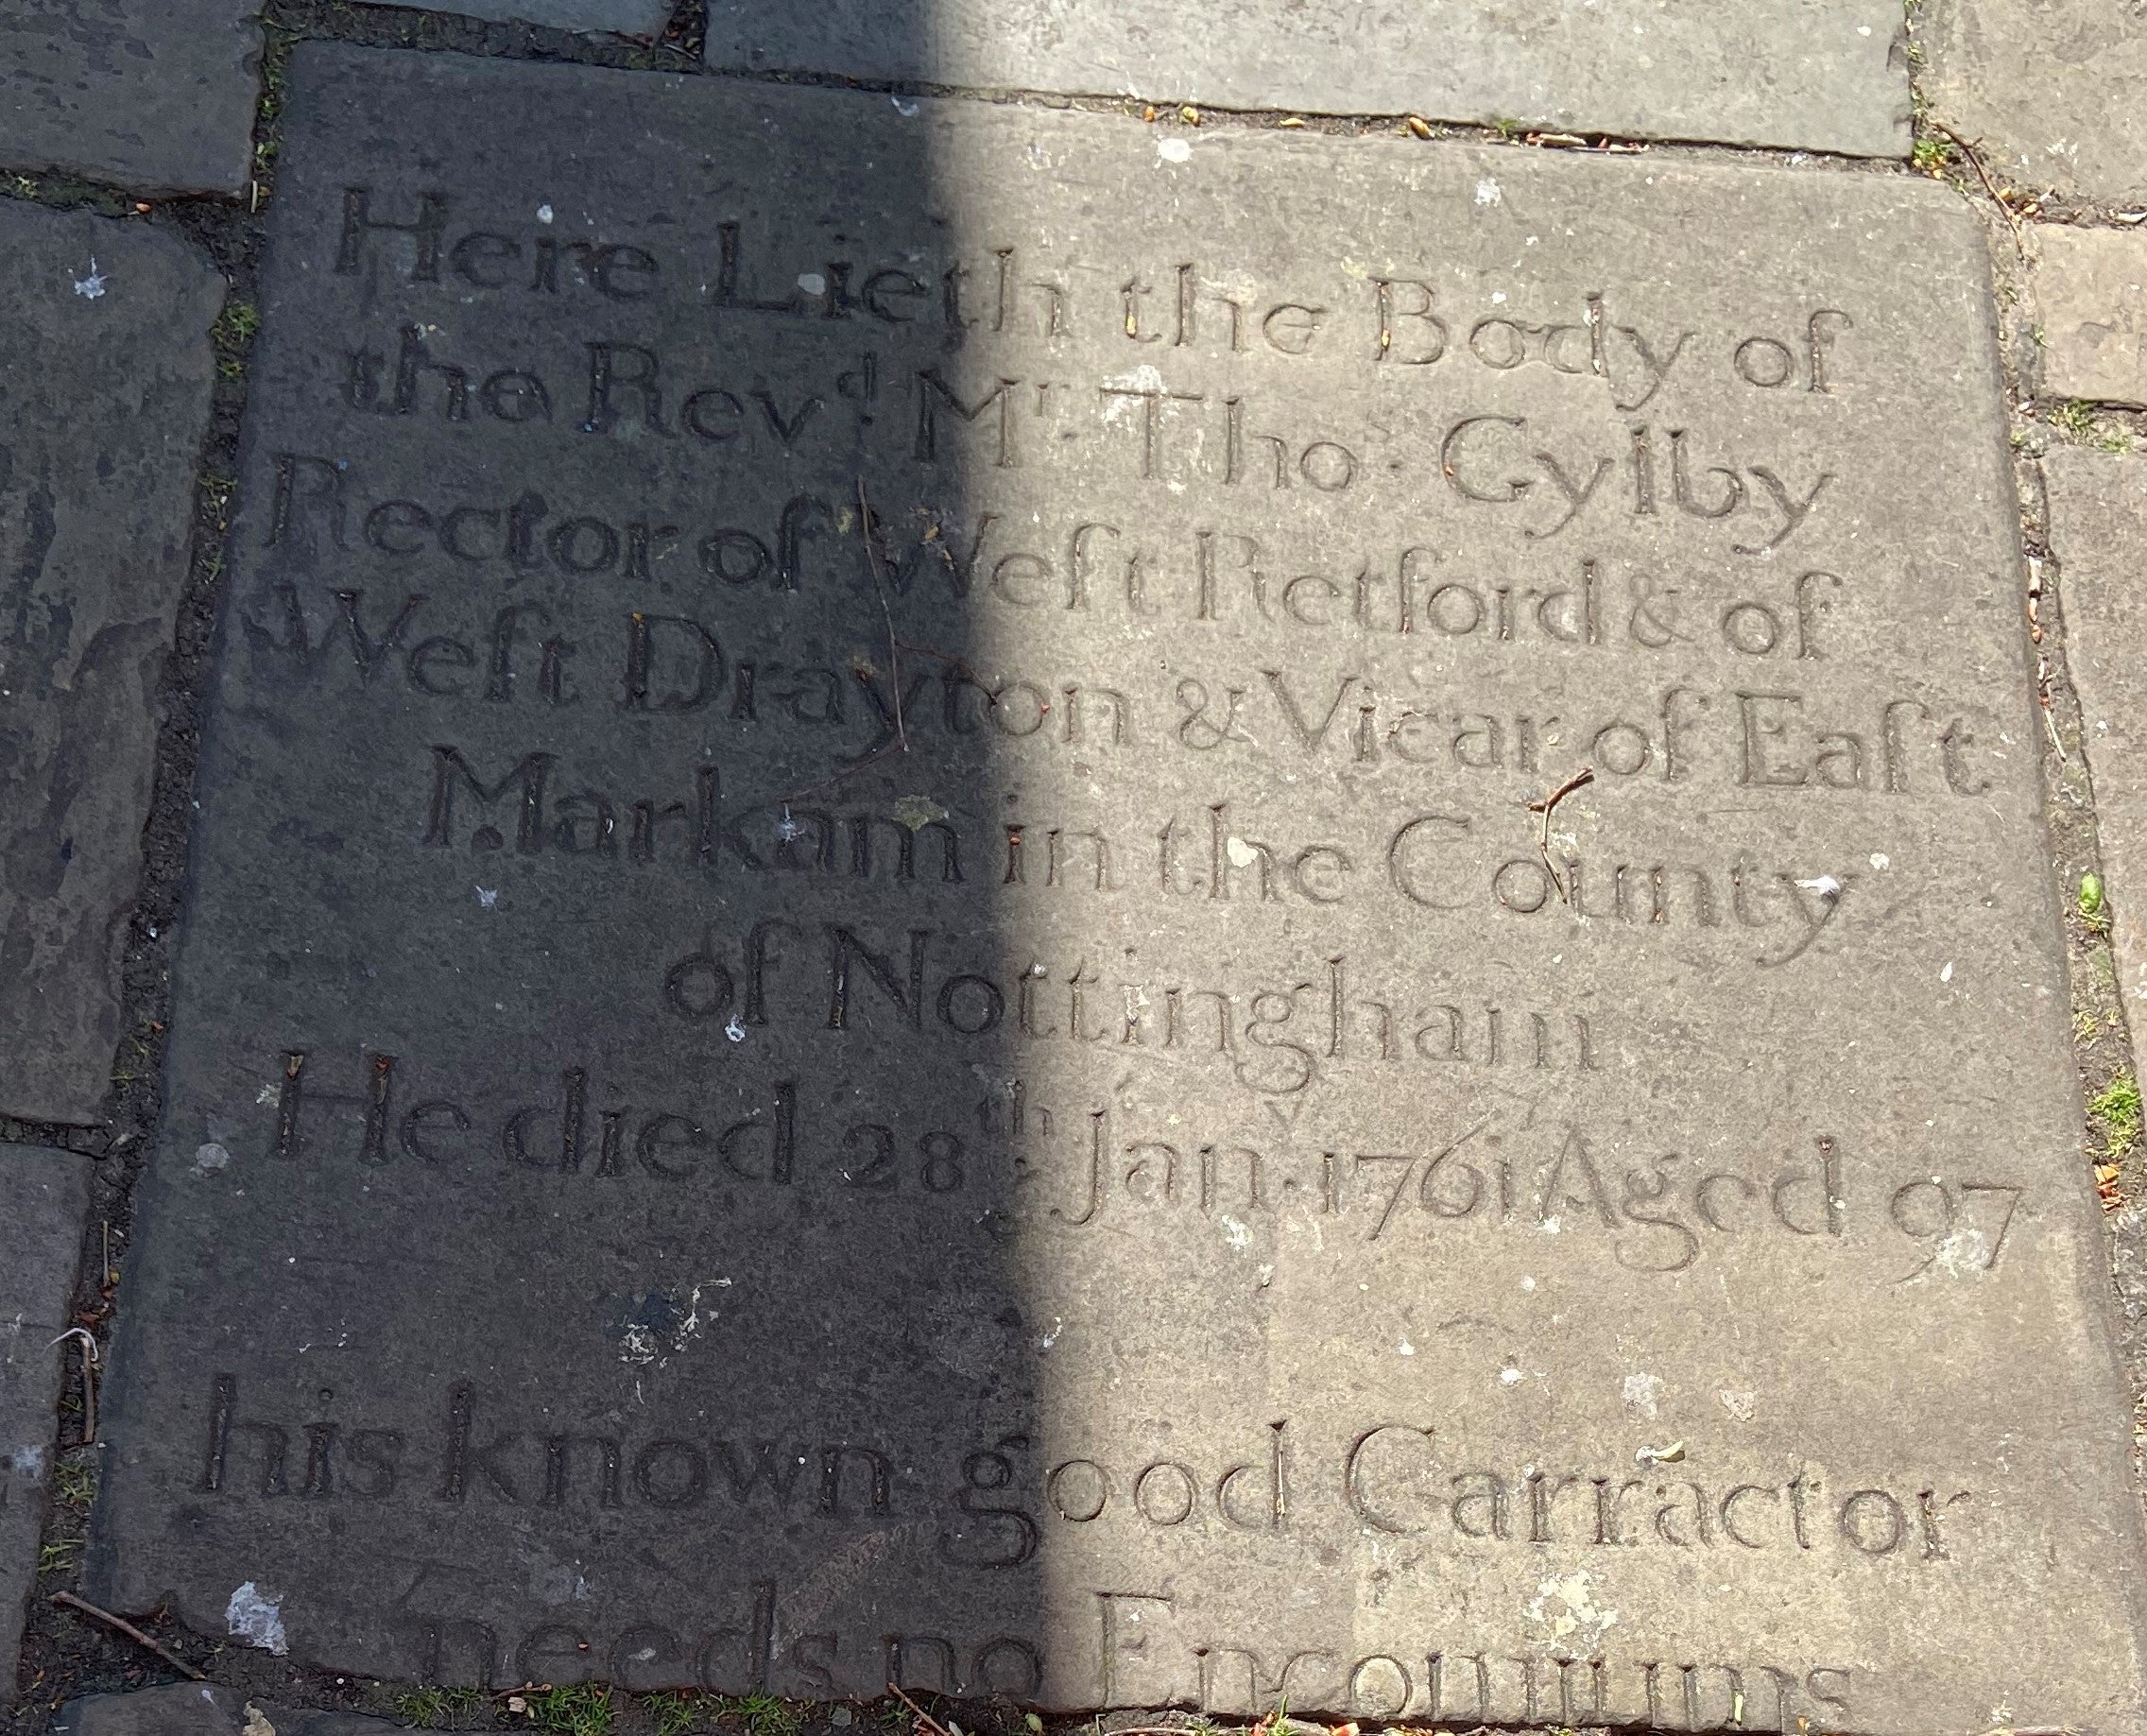 Here Lieth the Body of
the Revᵈ. Mʳ. Tho. Gylby
Rector of Weſt Retford & of
Weſt Drayton & Vicar of Eaſt
Markam in the County
of Nottingham
He died 28ᵗʰ. Jan.ʸ 1761 Aged 97
his known good Carractor
needs no Encomiums